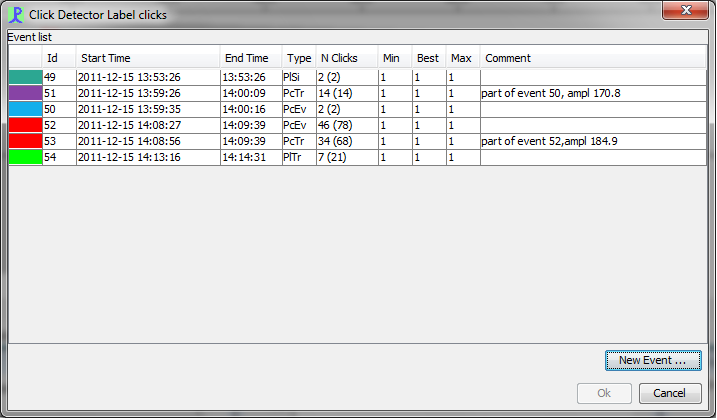 Click Detector Label clicks
Event list
Id Start Time End Time Type N Clicks Min Best Max Comment
49 2011-12-15 13:53:26 13:53:26 PlSi 2 (2) 1 1 1
51 2011-12-15 13:59:26 14:00:09 PcTr 14 (14) 1 1 1 part of event 50, ampl 170.8
50 2011-12-15 13:59:35 14:00:16 PcEv 2 (2) 1 1 1
52 2011-12-15 14:08:27 14:09:39 PcEv 46 (78) 1 1 1
53 2011-12-15 14:08:56 14:09:39 PcTr 34 (68) 1 1 1 part of event 52,ampl 184.9
54 2011-12-15 14:13:16 14:14:31 PlTr 7 (21) 1 1 1
New Event ...
Ok Cancel